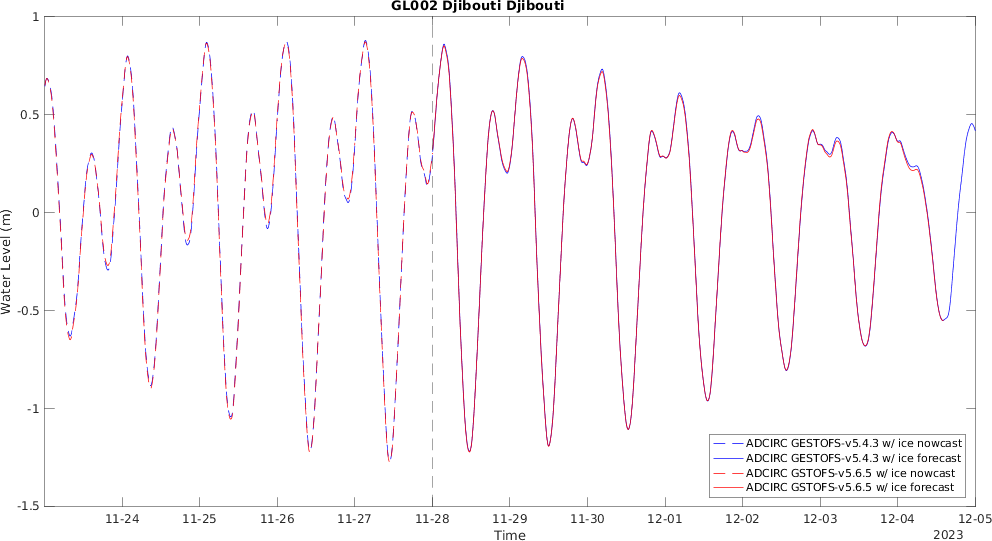 GL002 Djibouti Djibouti
1
0.5
0
-0.5
-1
-1.5
Water Level (m)
11-24
11-25
11-26
11-27
11-28
11-29
11-30
12-01
12-02
12-03
12-04
12-05
Time
2023
ADCIRC GESTOFS-v5.4.3 w/ ice nowcast
ADCIRC GESTOFS-v5.4.3 w/ ice forecast
ADCIRC GSTOFS-v5.6.5 w/ ice nowcast
ADCIRC GSTOFS-v5.6.5 w/ ice forecast